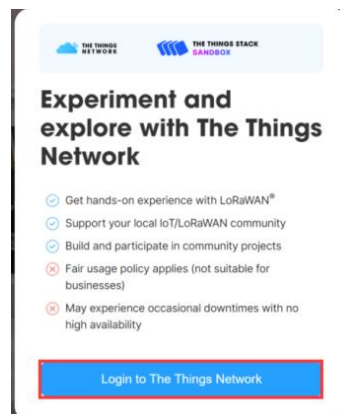 THE THINGS
NETWORK
THE THINGS STACK
SANDBOX
Experiment and
explore with The Things
Network
Get hands-on experience with LoRaWAN®
Support your local IoT/LoRaWAN community
Build and participate in community projects
Fair usage policy applies (not suitable for
businesses)
May experience occasional downtimes with no
high availability
Login to The Things Network